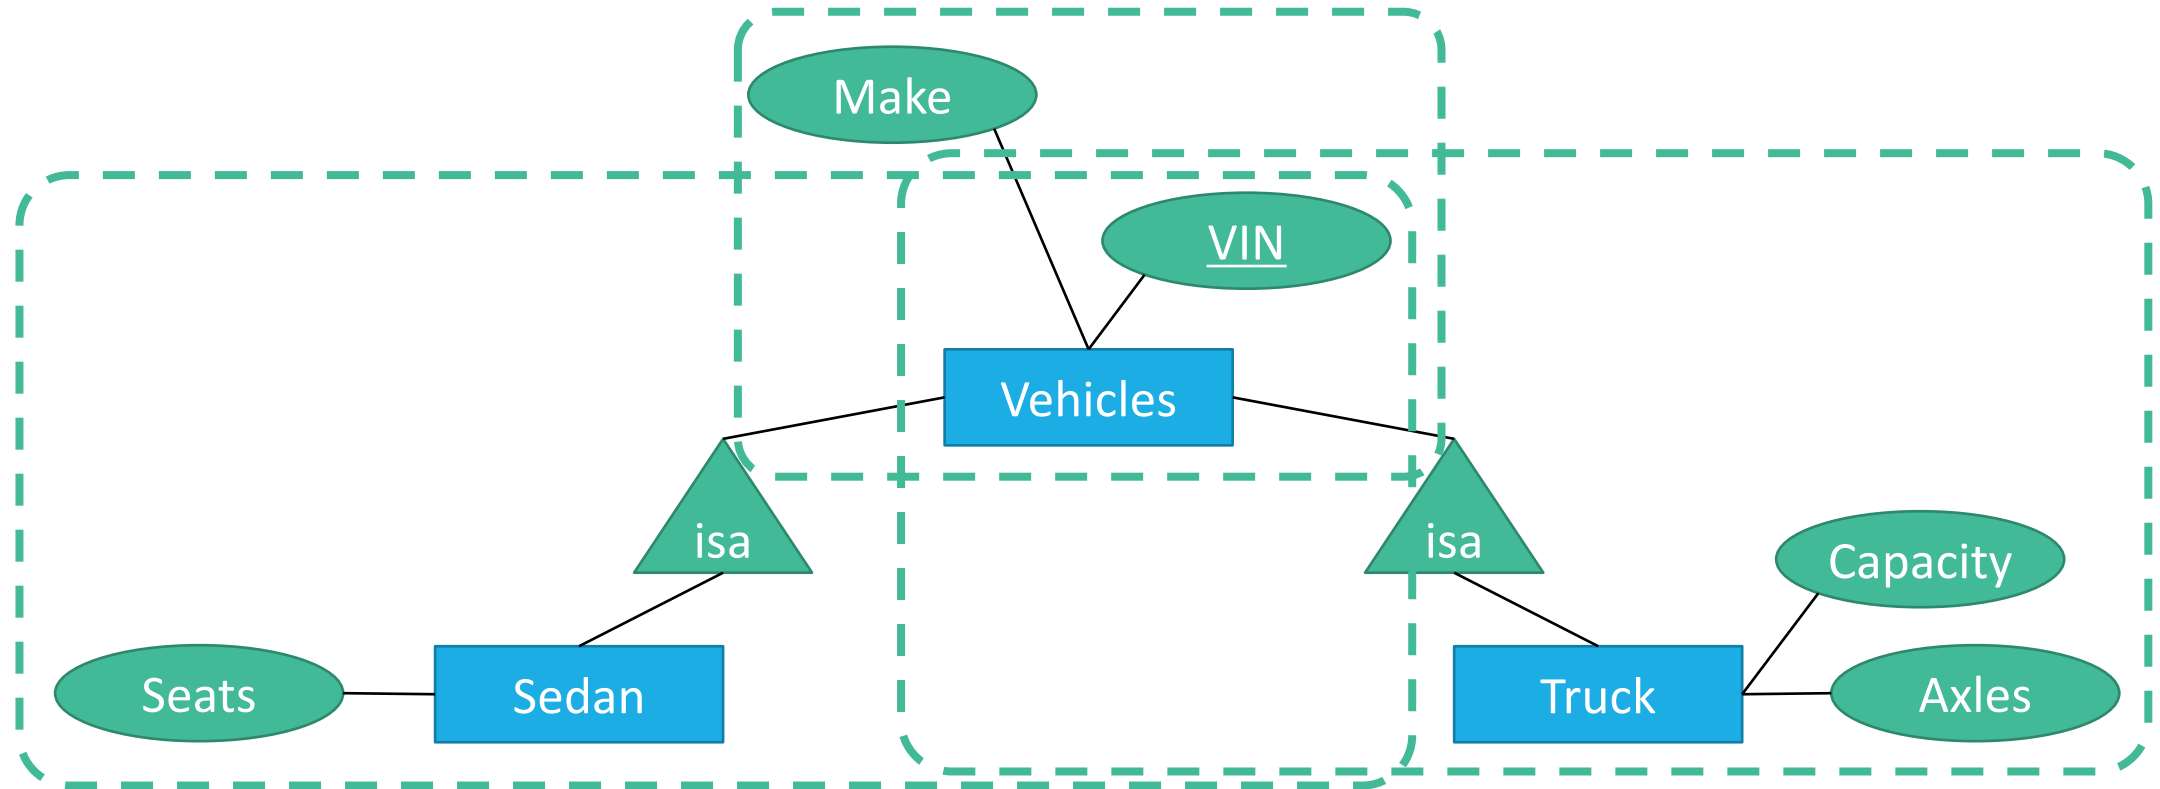 Make
VIN
Vehicles
isa
isa
Capacity
Seats
Sedan
Truck
Axles